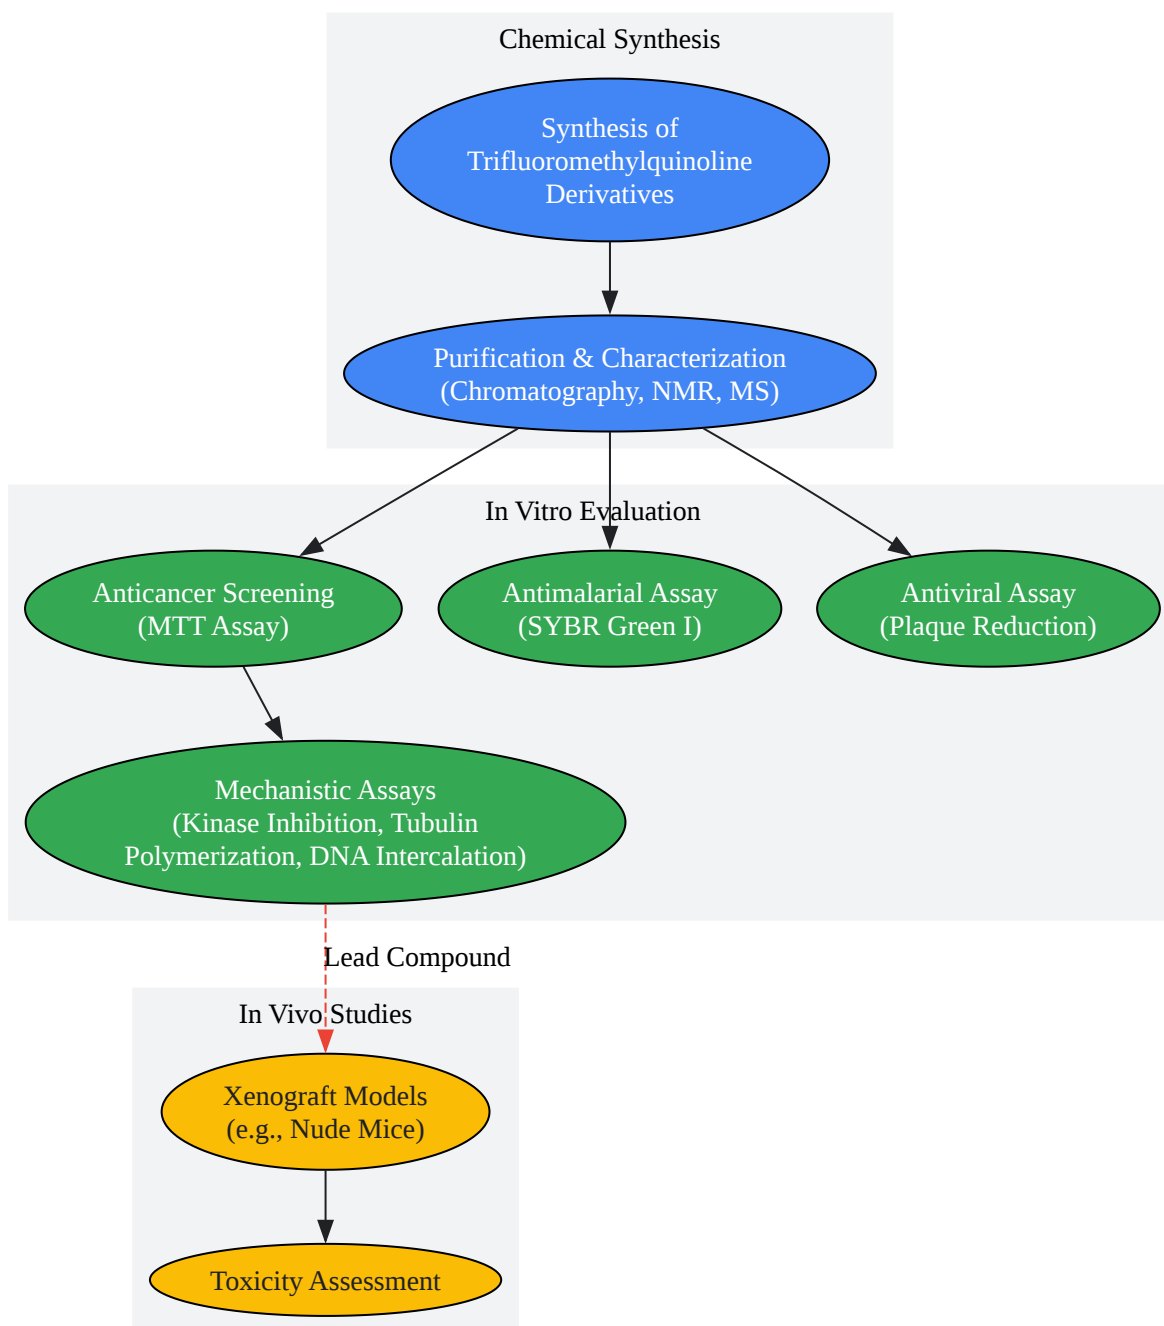 Chemical Synthesis
Synthesis of
Trifluoromethylquinoline
Derivatives
Purification & Characterization
(Chromatography, NMR, MS)
In Vitro Evaluation
Anticancer Screening
(MTT Assay)
Antimalarial Assay
(SYBR Green I)
Antiviral Assay
(Plaque Reduction)
Mechanistic Assays
(Kinase Inhibition, Tubulin
Polymerization, DNA Intercalation)
Lead Compound
In Vivo Studies
Xenograft Models
(e.g., Nude Mice)
Toxicity Assessment